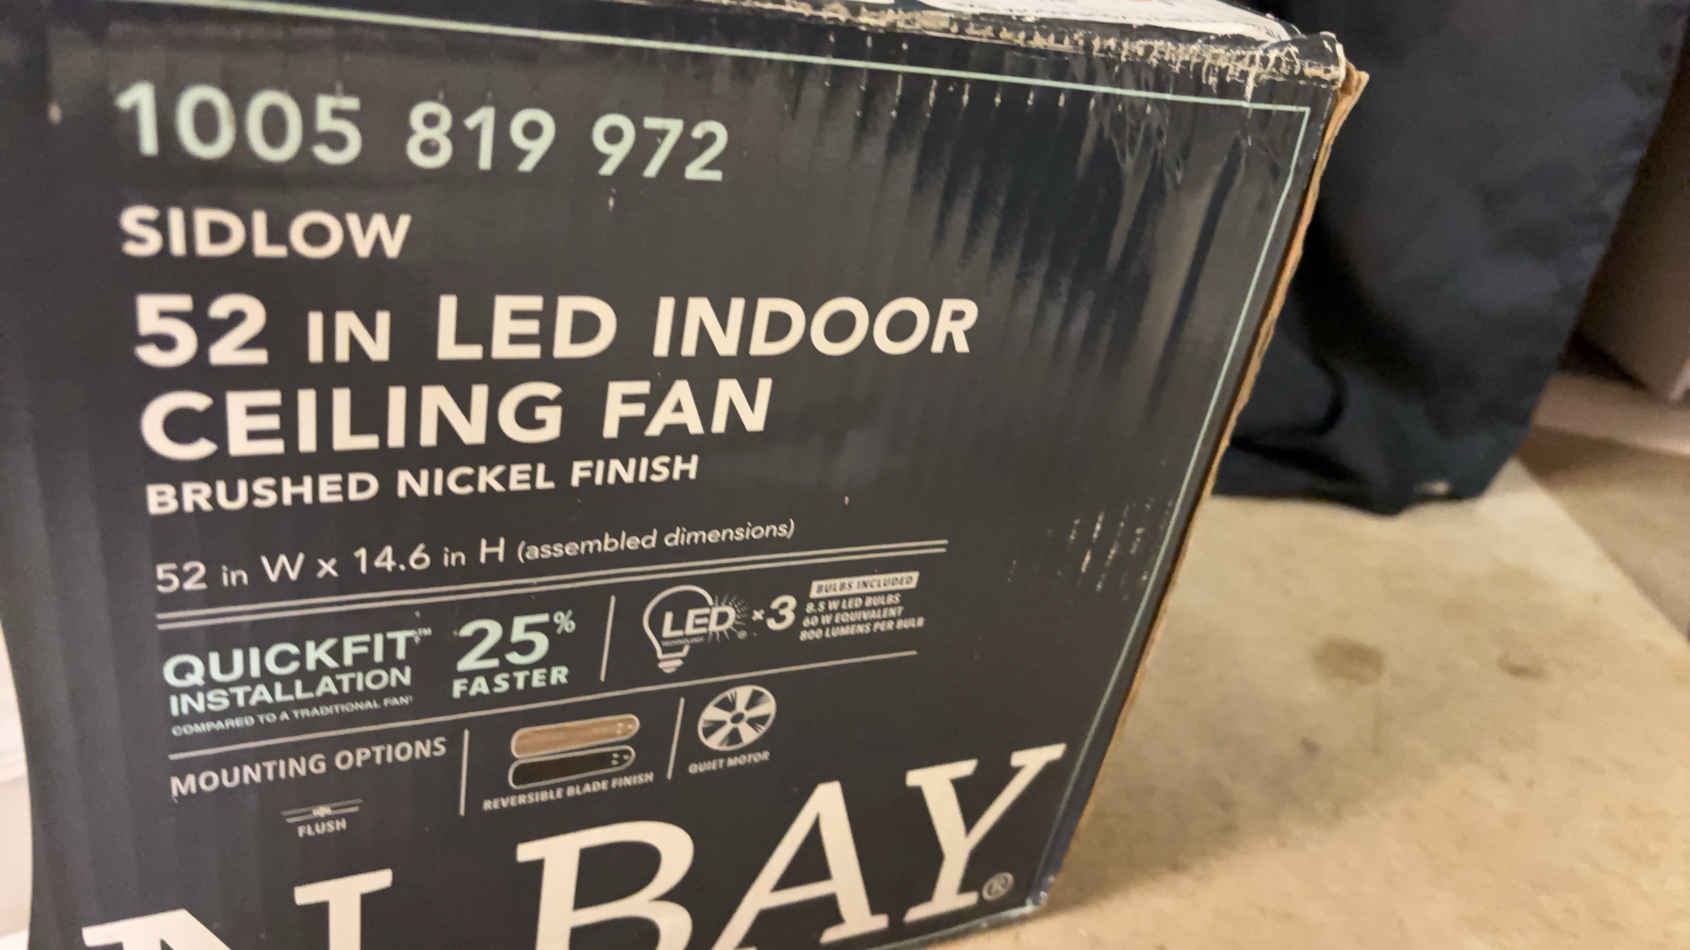 1005 819 972
SIDLOW
52 IN LED INDOOR
CEILING FAN
BRUSHED NICKEL FINISH
52 in W x 14.6 in H (assembled dimensions)
QUICKFIT™
INSTALLATION
COMPARED TO A TRADITIONAL FAN
25%
FASTER
LED
×3
BULBS INCLUDED
8.5 W LED BULBS
60 W EQUIVALENT
800 LUMENS PER BULB
MOUNTING OPTIONS
FLUSH
REVERSIBLE BLADE FINISH
QUIET MOTOR
N BAY®